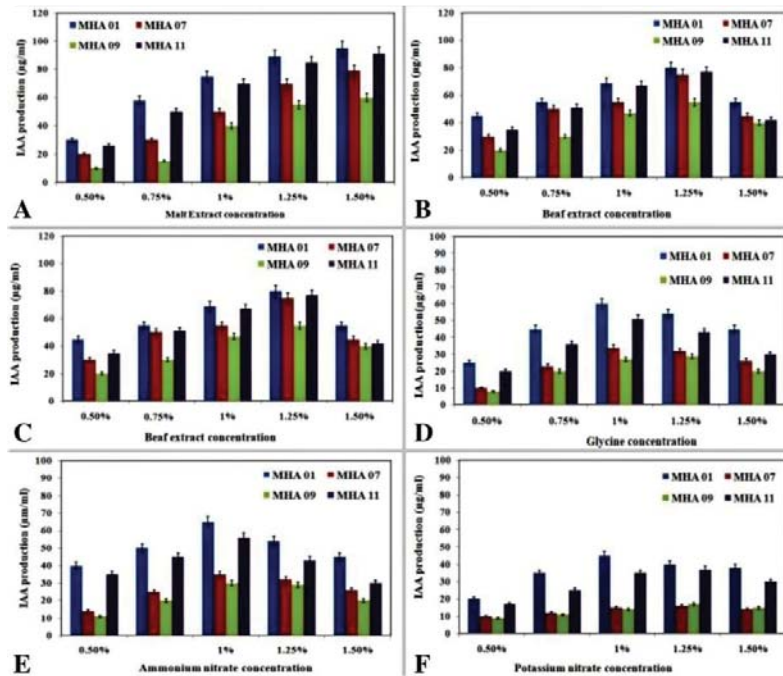 IAA production (µg/ml)
120
100
80
60
40
20
0
MHA 01 MHA 07
MHA 09 MHA 11
0.50% 0.75% 1% 1.25% 1.50%
Malt Extract concentration
A
IAA production (µg/ml)
120
100
80
60
40
20
0
MHA 01 MHA 07
MHA 09 MHA 11
0.50% 0.75% 1% 1.25% 1.50%
Beaf extract concentration
B
IAA production (µg/ml)
120
100
80
60
40
20
0
MHA 01 MHA 07
MHA 09 MHA 11
0.50% 0.75% 1% 1.25% 1.50%
Beaf extract concentration
C
IAA production(µg/ml)
100
90
80
70
60
50
40
30
20
10
0
MHA 01 MHA 07
MHA 09 MHA 11
0.50% 0.75% 1% 1.25% 1.50%
Glycine concentration
D
IAA production (µm/ml)
100
90
80
70
60
50
40
30
20
10
0
MHA 01 MHA 07
MHA 09 MHA 11
0.50% 1% 1.25% 1.50%
Ammonium nitrate concentration
E
IAA production (µg/ml)
100
90
80
70
60
50
40
30
20
10
0
MHA 01 MHA 07
MHA 09 MHA 11
0.50% 1% 1.25% 1.50%
Potassium nitrate concentration
F